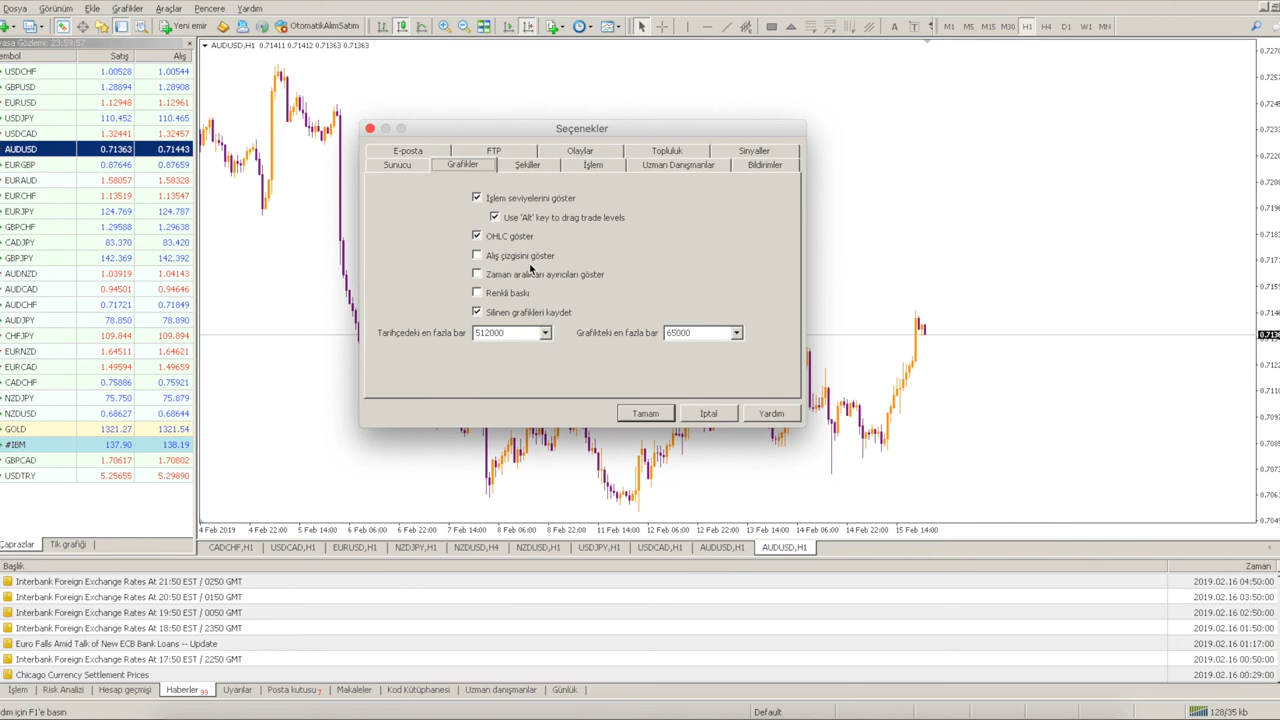 Dosya Görünüm Ekle Grafikler Araçlar Pencere Yardım
Yeni emir OtomatikAlımSatım M1 M5 M15 M30 H1 H4 D1 W1 MN
23:59:57
Satış Alış
USDCHF 1.00528 1.00544
GBPUSD 1.28894 1.28908
EURUSD 1.12948 1.12961
USDJPY 110.452 110.465
USDCAD 1.32441 1.32457
AUDUSD 0.71363 0.71443
EURGBP 0.87646 0.87659
EURAUD 1.58305 1.58328
EURCHF 1.13519 1.13547
EURJPY 124.769 124.787
GBPCHF 1.29588 1.29608
CADJPY 83.370 83.420
GBPJPY 142.369 142.392
AUDNZD 1.03919 1.04143
AUDCAD 0.94501 0.94646
AUDCHF 0.71721 0.71849
AUDJPY 78.850 78.889
CHFJPY 109.844 109.894
EURNZD 1.64511 1.64621
EURCAD 1.49594 1.49659
CADCHF 0.75886 0.75921
NZDJPY 75.750 75.879
NZDUSD 0.68627 0.68644
GOLD 1321.27 1321.54
#IBM 137.90 138.19
GBPCAD 1.70617 1.70802
USDTRY 5.25655 5.29890
Tik grafiği
AUDUSD,H1 0.71411 0.71412 0.71363 0.71363
Seçenekler
E-posta FTP Olaylar Topluluk Sinyaller
Sunucu Grafikler Şekiller İşlem Uzman Danışmanlar Bildirimler
İşlem seviyelerini göster
Use 'Alt' key to drag trade levels
OHLC göster
Alış çizgisini göster
Zaman aralıkları ayırıcıları göster
Renkli baskı
Silinen grafikleri kaydet
Tarihçedeki en fazla bar 512000 Grafikteki en fazla bar 65000
Tamam İptal Yardım
4 Feb 2019 4 Feb 22:00 5 Feb 14:00 6 Feb 06:00 6 Feb 22:00 7 Feb 14:00 8 Feb 06:00 8 Feb 22:00 11 Feb 14:00 12 Feb 06:00 12 Feb 22:00 13 Feb 14:00 14 Feb 06:00 14 Feb 22:00 15 Feb 14:00
CADCHF,H1 USDCAD,H1 EURUSD,H1 NZDJPY,H1 NZDUSD,H4 NZDUSD,H1 USDJPY,H1 USDCAD,H1 AUDUSD,H1 AUDUSD,H1
Başlık Zaman
Interbank Foreign Exchange Rates At 21:50 EST / 0250 GMT 2019.02.16 04:50:00
Interbank Foreign Exchange Rates At 20:50 EST / 0150 GMT 2019.02.16 03:50:00
Interbank Foreign Exchange Rates At 19:50 EST / 0050 GMT 2019.02.16 02:50:00
Interbank Foreign Exchange Rates At 18:50 EST / 2350 GMT 2019.02.16 01:50:00
Euro Falls Amid Talk of New ECB Bank Loans -- Update 2019.02.16 01:17:00
Interbank Foreign Exchange Rates At 17:50 EST / 2250 GMT 2019.02.16 00:50:00
Chicago Currency Settlement Prices 2019.02.16 00:29:00
İşlem Risk Analizi Hesap geçmişi Haberler 99 Uyarılar Posta kutusu 7 Makaleler Kod Kütüphanesi Uzman danışmanlar Günlük
için F1'e basın Default 128/35 kb